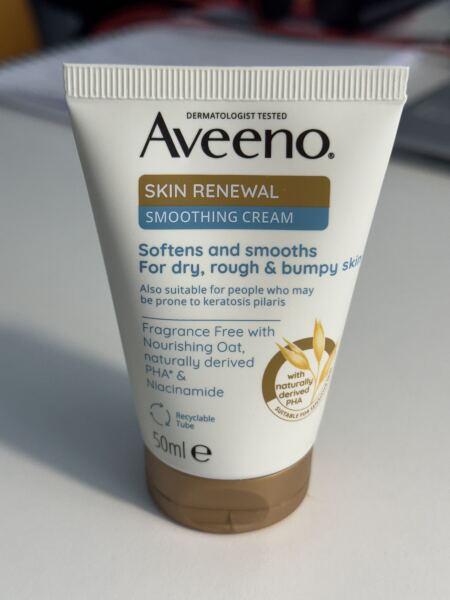 DERMATOLOGIST TESTED
Aveeno®
SKIN RENEWAL
SMOOTHING CREAM
Softens and smooths
For dry, rough & bumpy skin
Also suitable for people who may
be prone to keratosis pilaris
Fragrance Free with
Nourishing Oat,
naturally derived
PHA* &
Niacinamide
with
naturally
derived
PHA
SUITABLE FOR
Recyclable
Tube
50ml e